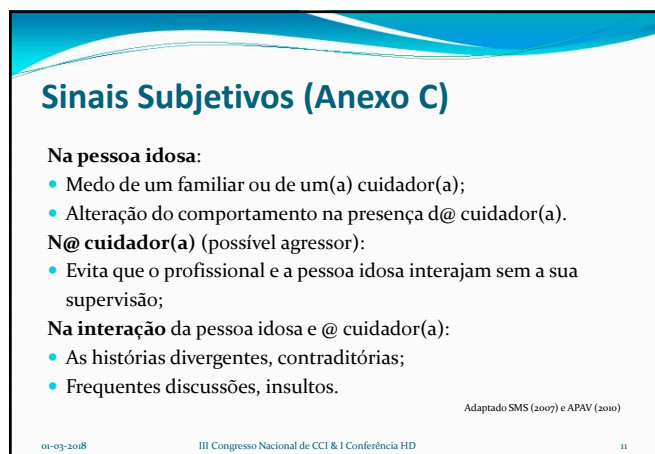 Sinais Subjetivos (Anexo C)
Na pessoa idosa:
• Medo de um familiar ou de um(a) cuidador(a);
• Alteração do comportamento na presença d@ cuidador(a).
N@ cuidador(a) (possível agressor):
• Evita que o profissional e a pessoa idosa interajam sem a sua
supervisão;
Na interação da pessoa idosa e @ cuidador(a):
• As histórias divergentes, contraditórias;
• Frequentes discussões, insultos.
Adaptado SMS (2007) e APAV (2010)
01-03-2018 III Congresso Nacional de CCI & I Conferência HD 11